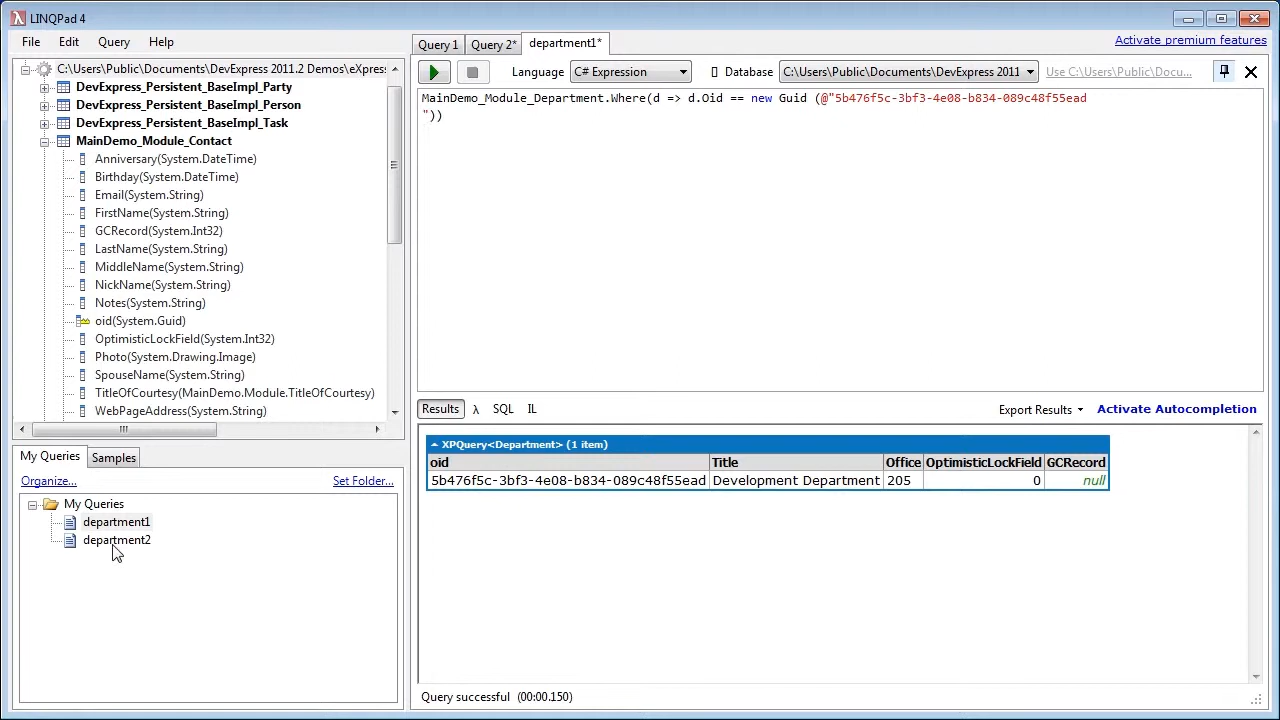 LINQPad 4
File Edit Query Help
Query 1 Query 2* department1*
Activate premium features
Language C# Expression Database C:\Users\Public\Documents\DevExpress 2011 Use C:\Users\Public\Docu...
C:\Users\Public\Documents\DevExpress 2011.2 Demos\eXpress
DevExpress_Persistent_BaseImpl_Party
DevExpress_Persistent_BaseImpl_Person
DevExpress_Persistent_BaseImpl_Task
MainDemo_Module_Contact
Anniversary(System.DateTime)
Birthday(System.DateTime)
Email(System.String)
FirstName(System.String)
GCRecord(System.Int32)
LastName(System.String)
MiddleName(System.String)
NickName(System.String)
Notes(System.String)
oid(System.Guid)
OptimisticLockField(System.Int32)
Photo(System.Drawing.Image)
SpouseName(System.String)
TitleOfCourtesy(MainDemo.Module.TitleOfCourtesy)
WebPageAddress(System.String)
MainDemo_Module_Department.Where(d => d.Oid == new Guid (@"5b476f5c-3bf3-4e08-b834-089c48f55ead
"))
Results λ SQL IL Export Results Activate Autocompletion
XPQuery<Department> (1 item)
oid Title Office OptimisticLockField GCRecord
5b476f5c-3bf3-4e08-b834-089c48f55ead Development Department 205 0 null
My Queries Samples
Organize... Set Folder...
My Queries
department1
department2
Query successful (00:00.150)